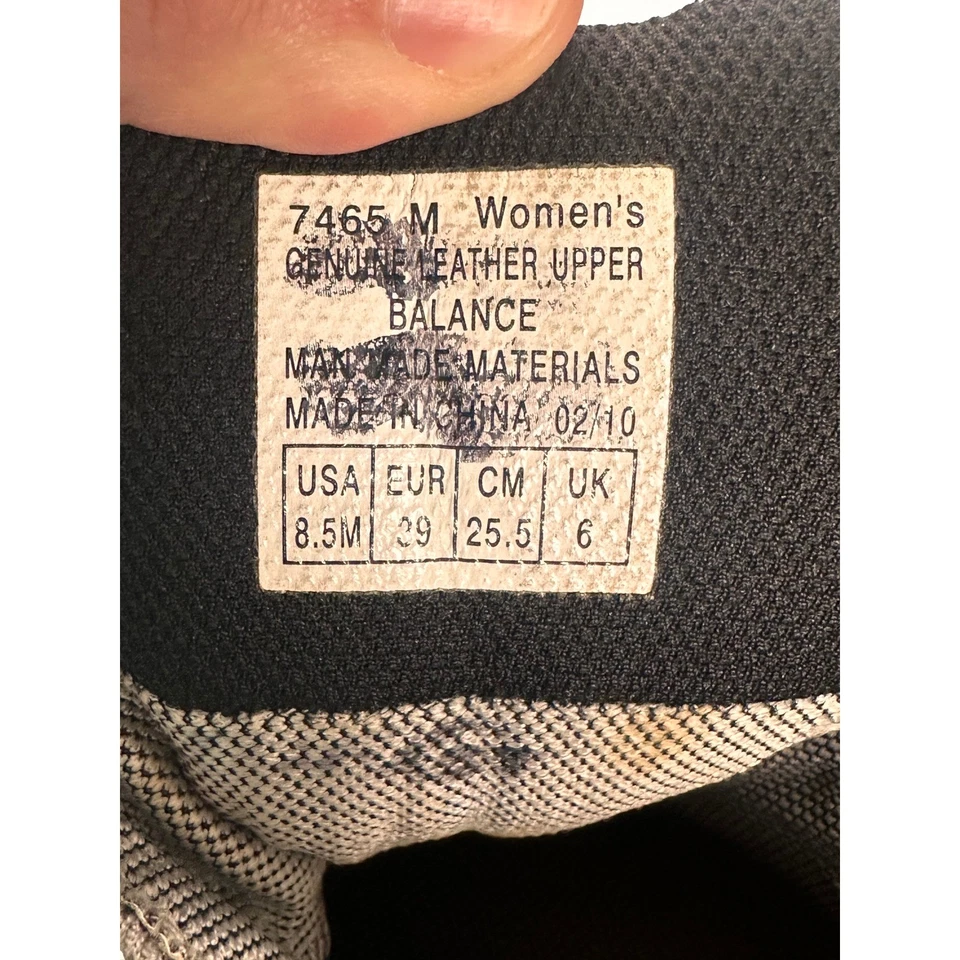 7465 M Women's
GENUINE LEATHER UPPER
BALANCE
MAN MADE MATERIALS
MADE IN CHINA 02/10
USA EUR CM UK
8.5M 39 25.5 6